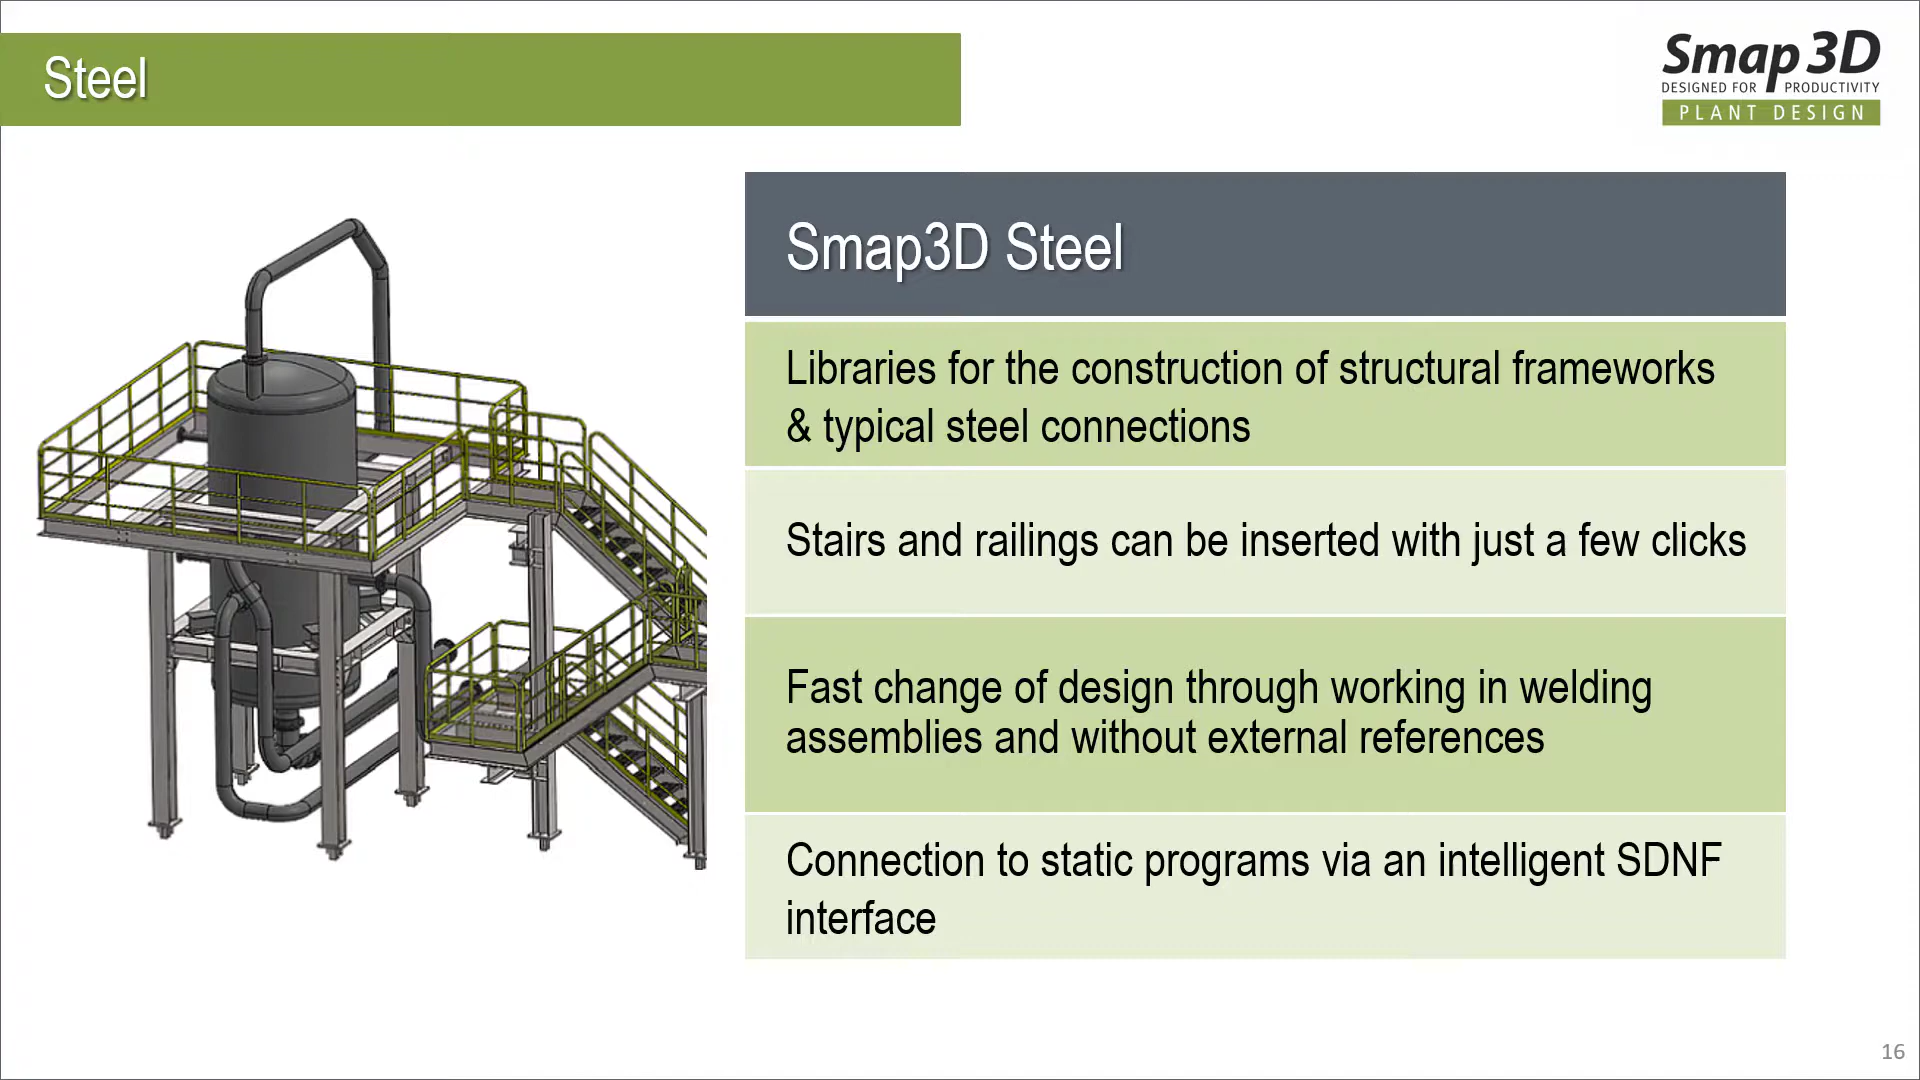 Steel
Smap 3D
DESIGNED FOR PRODUCTIVITY
PLANT DESIGN
Smap3D Steel
Libraries for the construction of structural frameworks
& typical steel connections
Stairs and railings can be inserted with just a few clicks
Fast change of design through working in welding
assemblies and without external references
Connection to static programs via an intelligent SDNF
interface
16